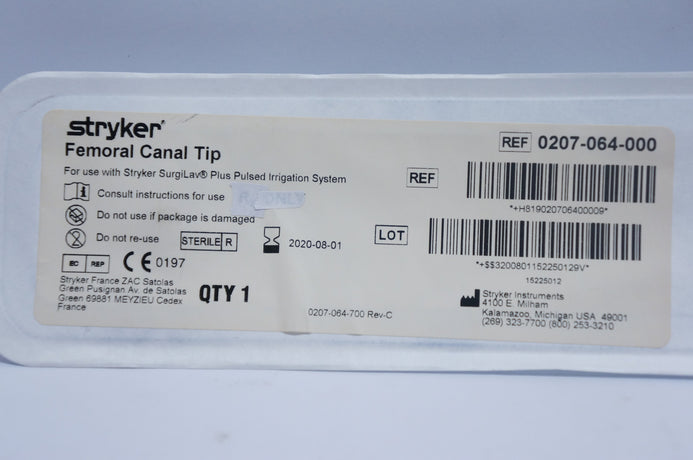 stryker®
Femoral Canal Tip
For use with Stryker SurgiLav® Plus Pulsed Irrigation System
Consult instructions for use
Do not use if package is damaged
Do not re-use STERILE R 2020-08-01
EC REP CE 0197
Stryker France ZAC Satolas
Green Pusignan Av. de Satolas
Green 69881 MEYZIEU Cedex
France
QTY 1
0207-064-700 Rev-C
REF 0207-064-000
REF
*+H819020706400009*
LOT
*+$$3200801152250129V*
15225012
Stryker Instruments
4100 E. Milham
Kalamazoo, Michigan USA 49001
(269) 323-7700 (800) 253-3210